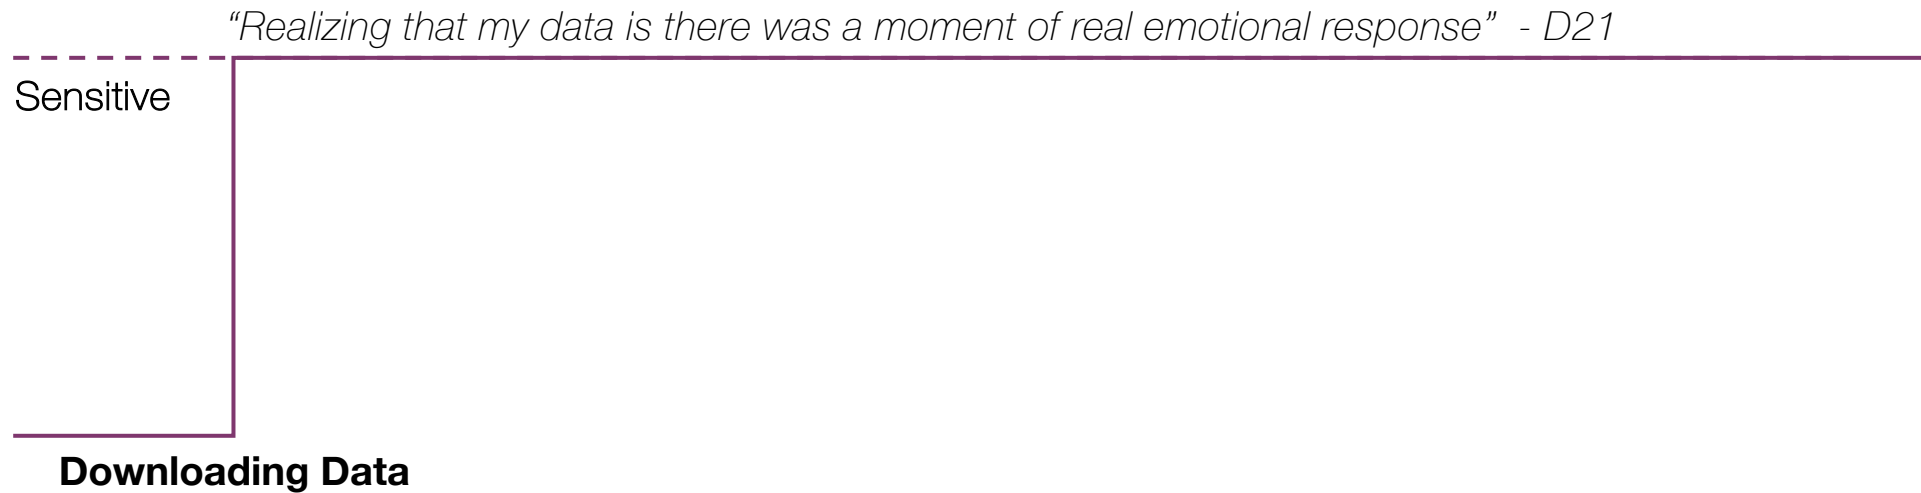 “Realizing that my data is there was a moment of real emotional response” - D21
Sensitive
Downloading Data